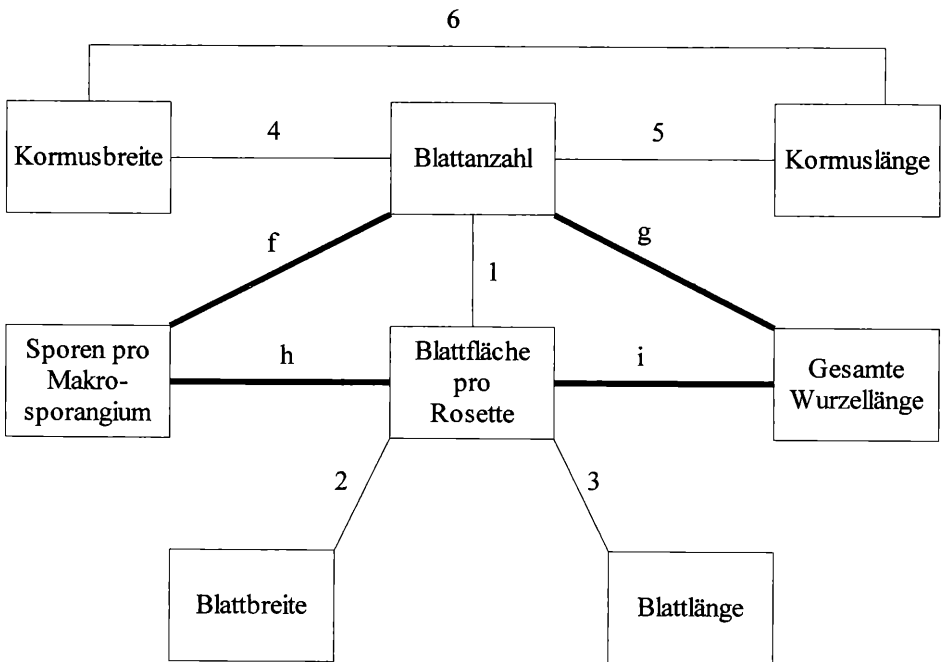 6
Kormusbreite
4
Blattanzahl
5
Kormuslänge
f
g
1
Sporen pro
Makro-
sporangium
h
Blattfläche
pro
Rosette
i
Gesamte
Wurzellänge
2
3
Blattbreite
Blattlänge